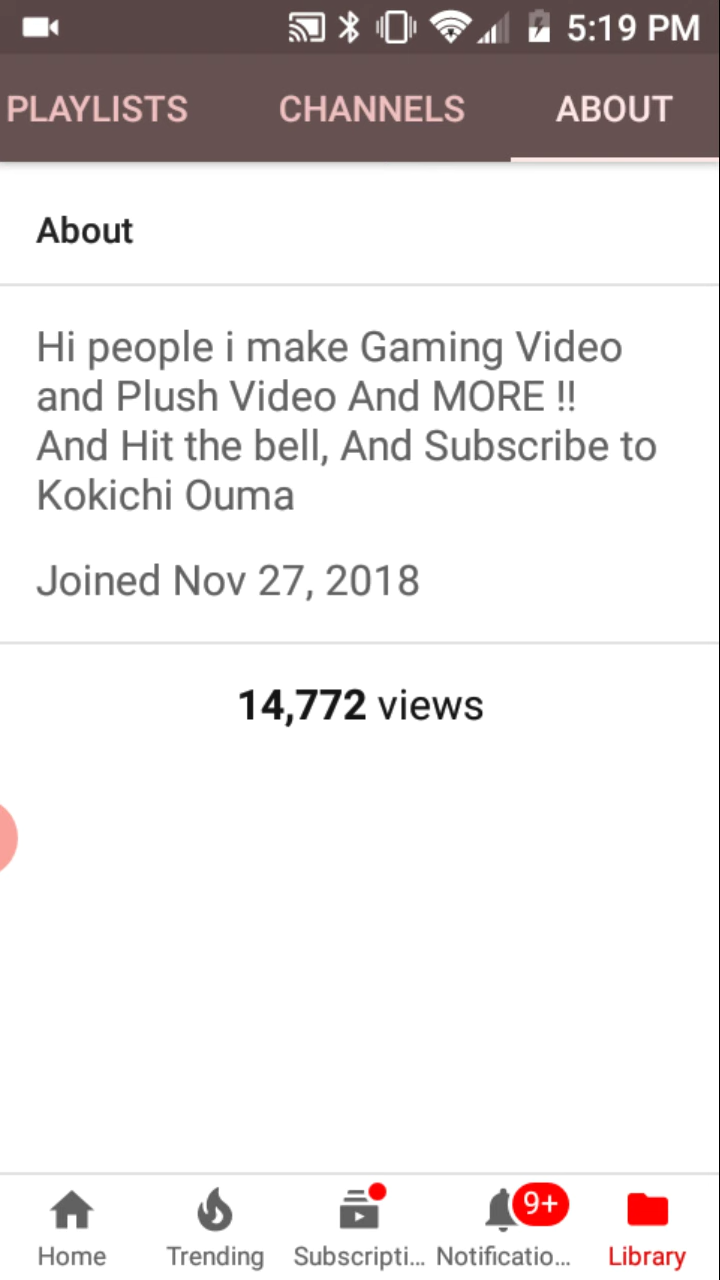 5:19 PM
PLAYLISTS CHANNELS ABOUT
About
Hi people i make Gaming Video
and Plush Video And MORE !!
And Hit the bell, And Subscribe to
Kokichi Ouma
Joined Nov 27, 2018
14,772 views
9+
Home Trending Subscripti... Notificatio... Library